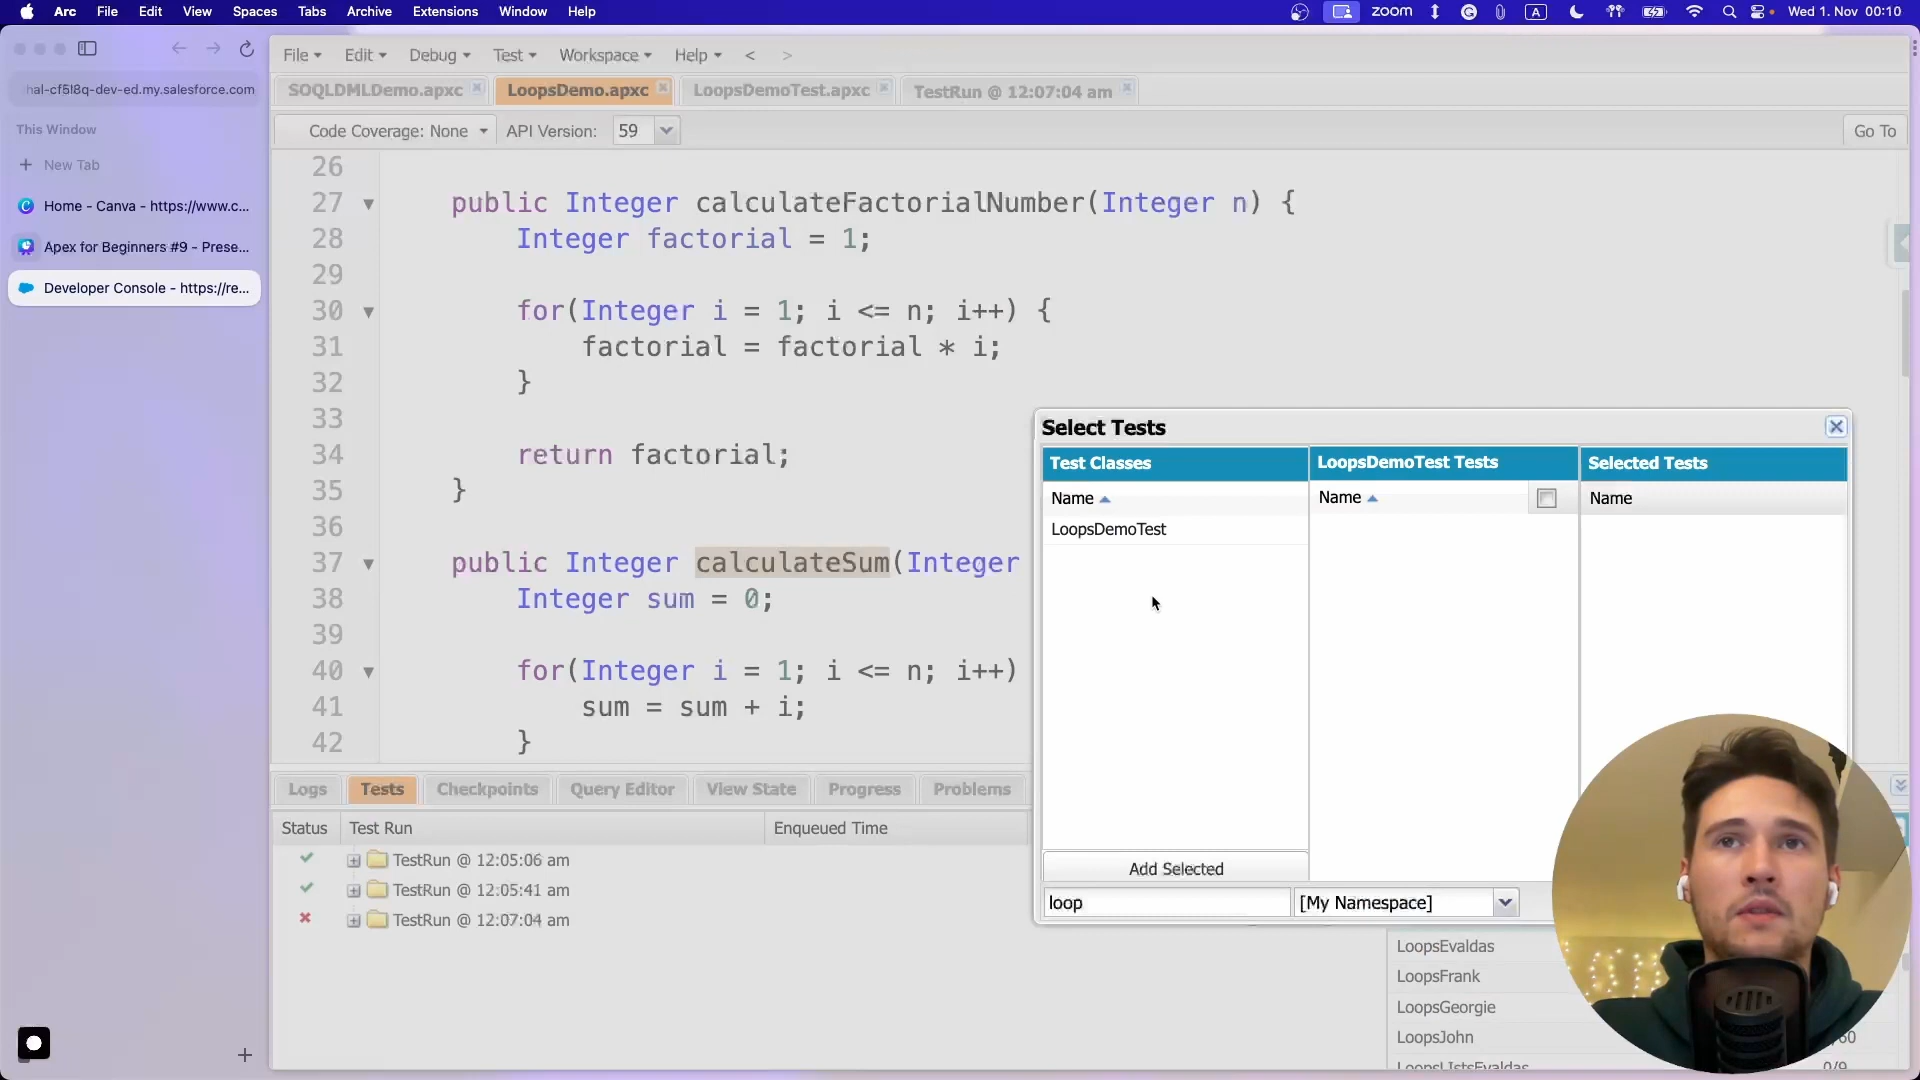 Arc File Edit View Spaces Tabs Archive Extensions Window Help
zoom A Wed 1. Nov 00:10
File Edit Debug Test Workspace Help < >
hal-cf5l8q-dev-ed.my.salesforce.com
SOQLDMLDemo.apxc LoopsDemo.apxc LoopsDemoTest.apxc TestRun @ 12:07:04 am
This Window
Code Coverage: None API Version: 59 Go To
+ New Tab
Home - Canva - https://www.c...
Apex for Beginners #9 - Prese...
Developer Console - https://re...
26
27 public Integer calculateFactorialNumber(Integer n) {
28 Integer factorial = 1;
29
30 for(Integer i = 1; i <= n; i++) {
31 factorial = factorial * i;
32 }
33
34 return factorial;
35 }
36
37 public Integer calculateSum(Integer
38 Integer sum = 0;
39
40 for(Integer i = 1; i <= n; i++)
41 sum = sum + i;
42 }
Select Tests
Test Classes LoopsDemoTest Tests Selected Tests
Name Name Name
LoopsDemoTest
Add Selected
loop [My Namespace]
Logs Tests Checkpoints Query Editor View State Progress Problems
Status Test Run Enqueued Time
TestRun @ 12:05:06 am
TestRun @ 12:05:41 am
TestRun @ 12:07:04 am
LoopsEvaldas
LoopsFrank
LoopsGeorgie
LoopsJohn
LoopsListsEvaldas 0/9